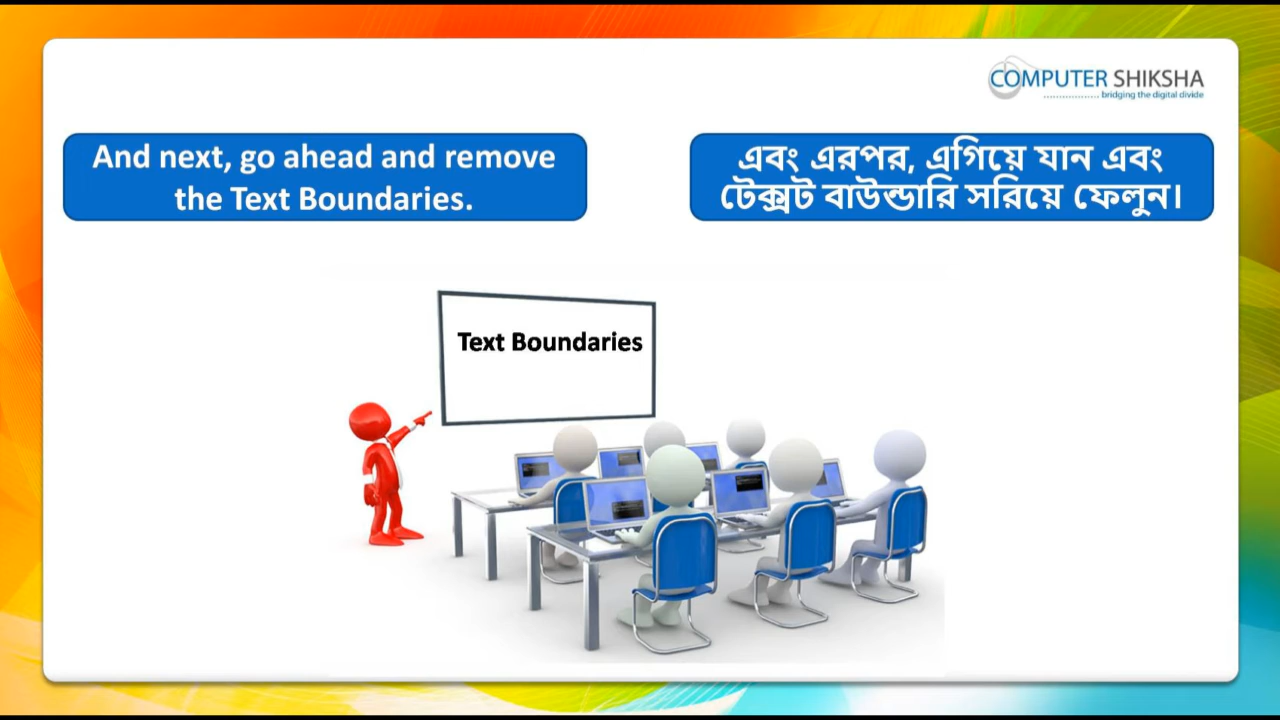 COMPUTER SHIKSHA
bridging the digital divide
And next, go ahead and remove
the Text Boundaries.
এবং এরপর, এগিয়ে যান এবং
টেক্সট বাউন্ডারি সরিয়ে ফেলুন।
Text Boundaries